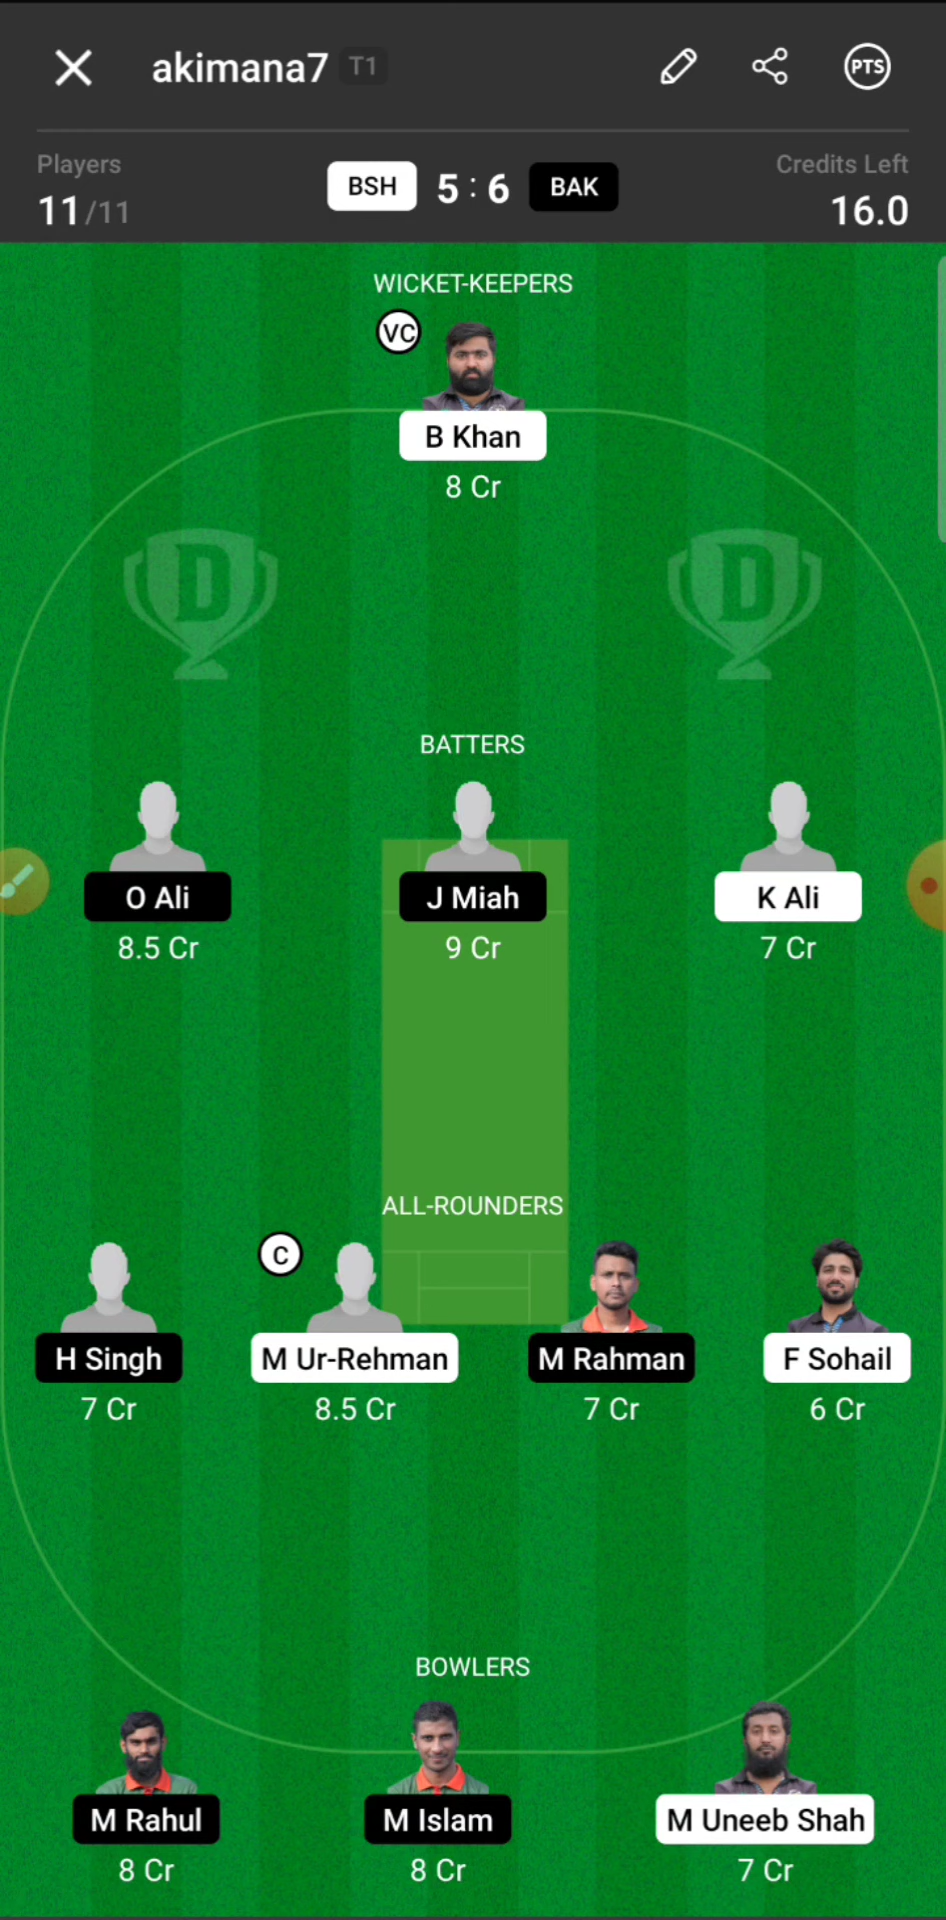 akimana7 T1 PTS
Players
Credits Left
11/11
BSH 5 : 6 BAK
16.0
WICKET-KEEPERS
VC
B Khan
8 Cr
D D
BATTERS
O Ali J Miah K Ali
8.5 Cr 9 Cr 7 Cr
ALL-ROUNDERS
C
H Singh M Ur-Rehman M Rahman F Sohail
7 Cr 8.5 Cr 7 Cr 6 Cr
BOWLERS
M Rahul M Islam M Uneeb Shah
8 Cr 8 Cr 7 Cr